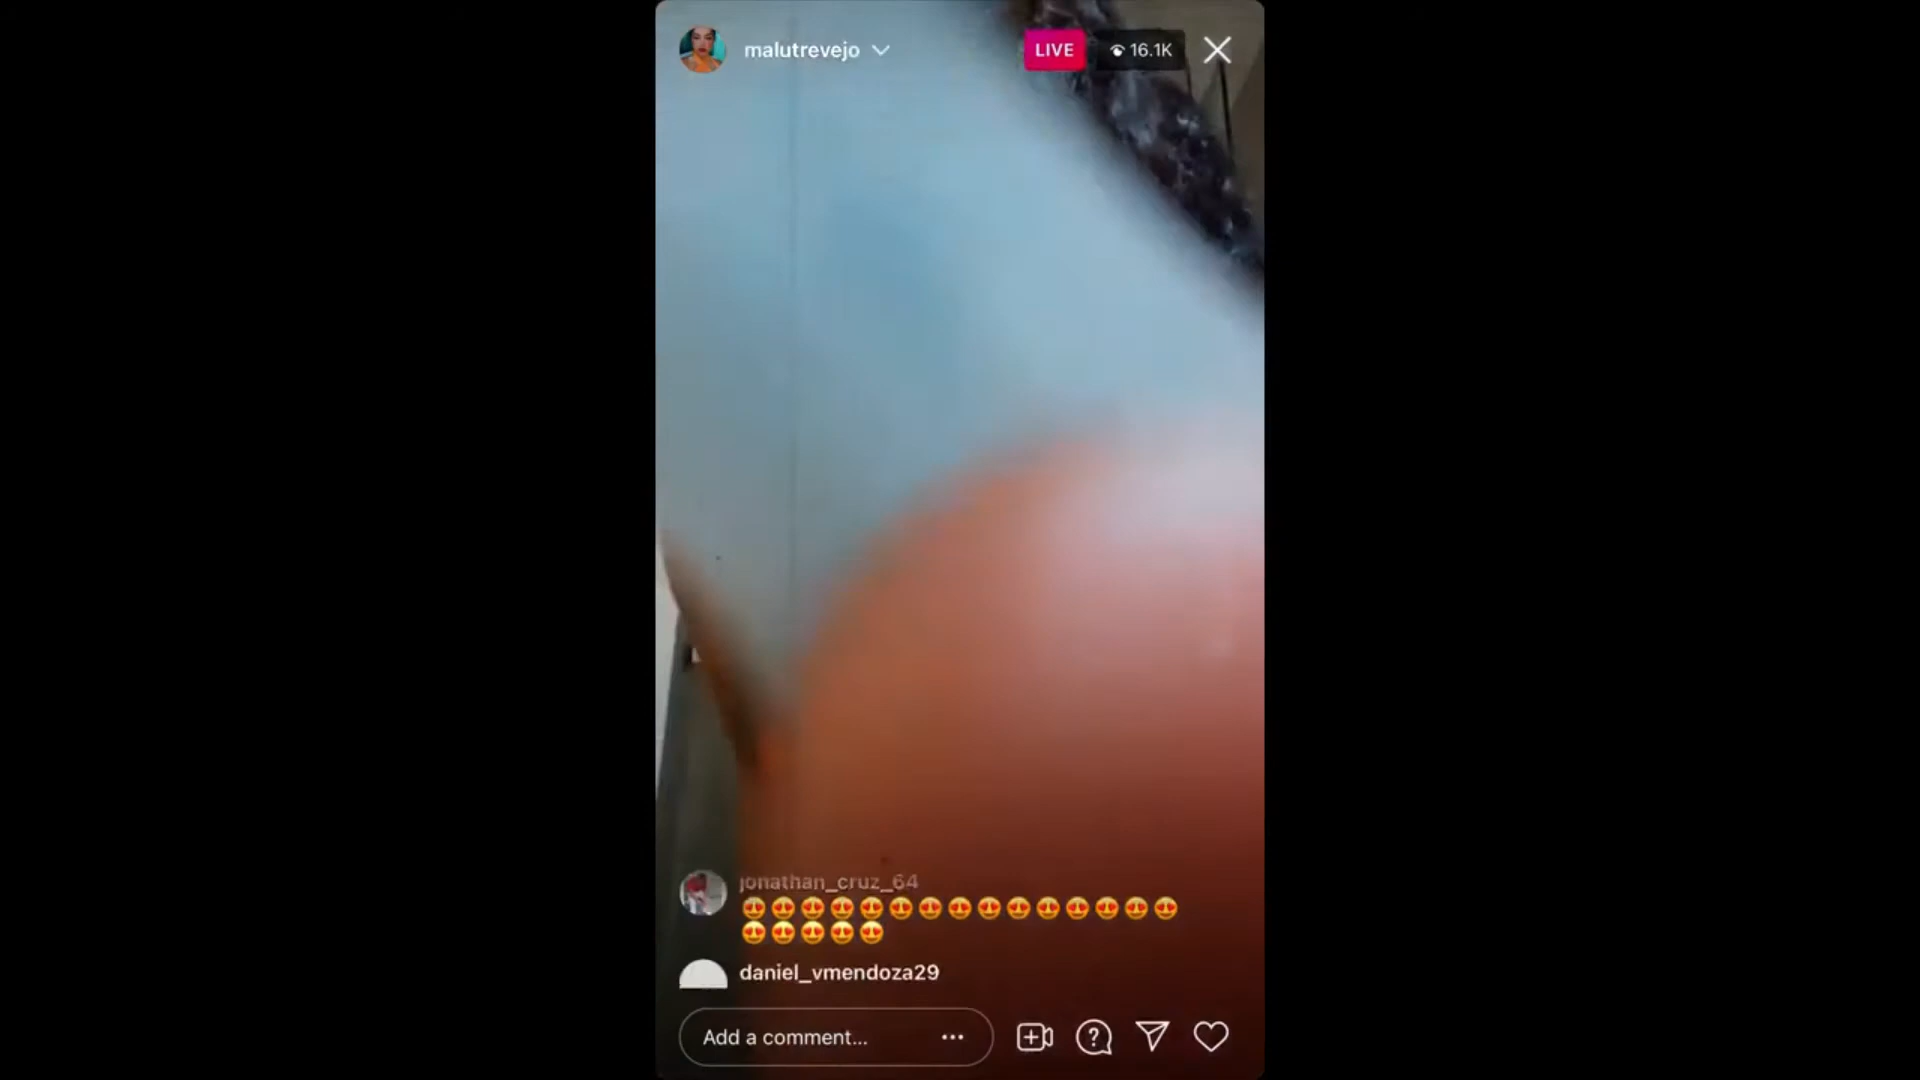 malutrevejo
LIVE
16.1K
jonathan_cruz_64
😍😍😍😍😍😍😍😍😍😍😍😍😍😍😍
😍😍😍😍😍
daniel_vmendoza29
Add a comment...